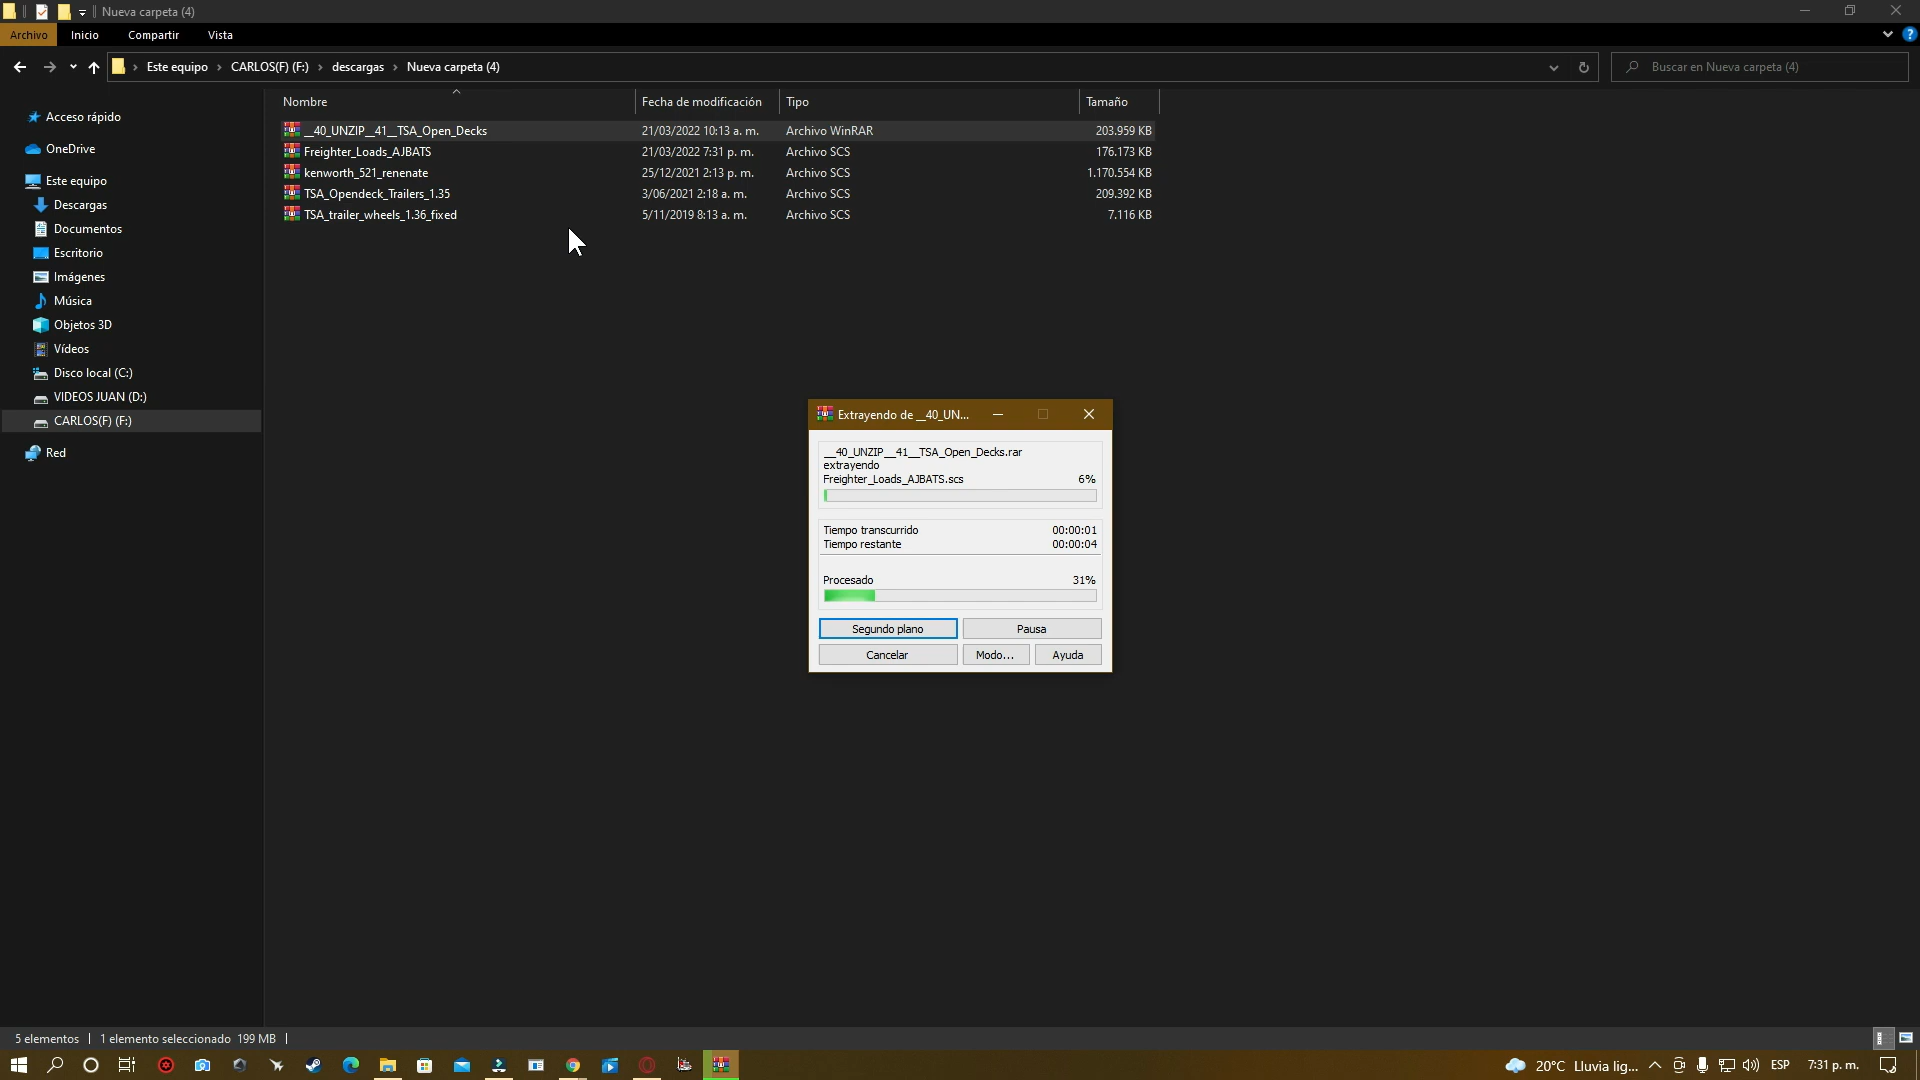 Nueva carpeta (4)
Archivo Inicio Compartir Vista
Este equipo CARLOS(F) (F:) descargas Nueva carpeta (4)
Buscar en Nueva carpeta (4)
Nombre Fecha de modificación Tipo Tamaño
__40_UNZIP__41__TSA_Open_Decks 21/03/2022 10:13 a. m. Archivo WinRAR 203.959 KB
Freighter_Loads_AJBATS 21/03/2022 7:31 p. m. Archivo SCS 176.173 KB
kenworth_521_renenate 25/12/2021 2:13 p. m. Archivo SCS 1.170.554 KB
TSA_Opendeck_Trailers_1.35 3/06/2021 2:18 a. m. Archivo SCS 209.392 KB
TSA_trailer_wheels_1.36_fixed 5/11/2019 8:13 a. m. Archivo SCS 7.116 KB
Acceso rápido
OneDrive
Este equipo
Descargas
Documentos
Escritorio
Imágenes
Música
Objetos 3D
Vídeos
Disco local (C:)
VIDEOS JUAN (D:)
CARLOS(F) (F:)
Red
Extrayendo de __40_UN...
__40_UNZIP__41__TSA_Open_Decks.rar
extrayendo
Freighter_Loads_AJBATS.scs 6%
Tiempo transcurrido 00:00:01
Tiempo restante 00:00:04
Procesado 31%
Segundo plano Pausa
Cancelar Modo... Ayuda
5 elementos 1 elemento seleccionado 199 MB
20°C Lluvia lig... ESP 7:31 p. m.